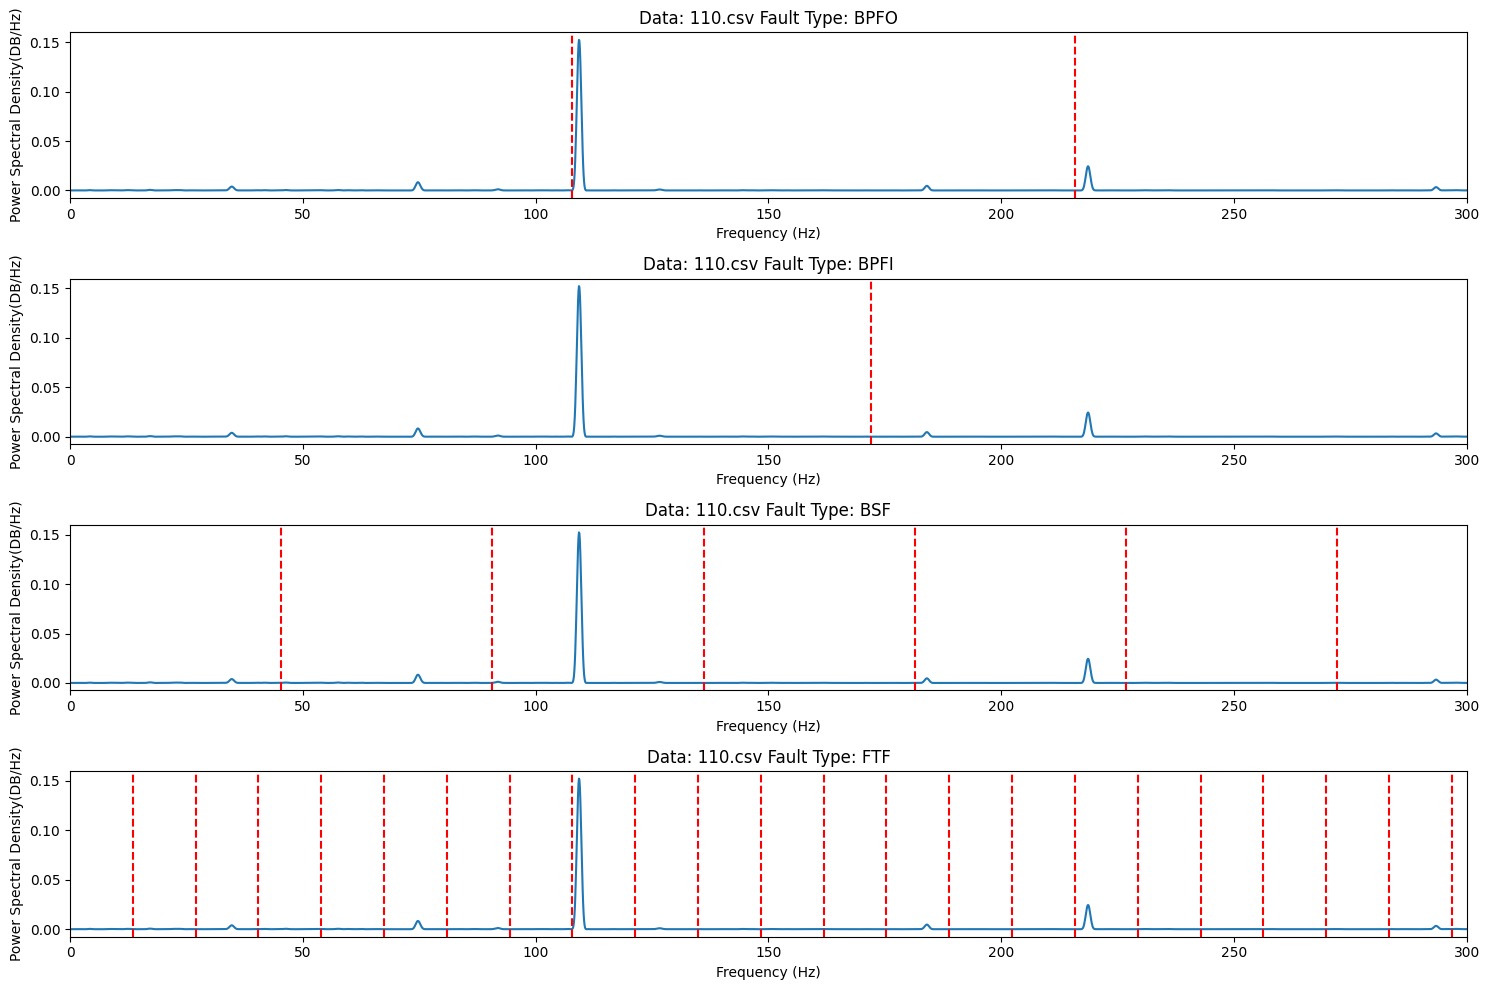 Data: 110.csv Fault Type: BPFO
Power Spectral Density(DB/Hz)
0.15
0.10
0.05
0.00
0 50 100 150 200 250 300
Frequency (Hz)
Data: 110.csv Fault Type: BPFI
Power Spectral Density(DB/Hz)
0.15
0.10
0.05
0.00
0 50 100 150 200 250 300
Frequency (Hz)
Data: 110.csv Fault Type: BSF
Power Spectral Density(DB/Hz)
0.15
0.10
0.05
0.00
0 50 100 150 200 250 300
Frequency (Hz)
Data: 110.csv Fault Type: FTF
Power Spectral Density(DB/Hz)
0.15
0.10
0.05
0.00
0 50 100 150 200 250 300
Frequency (Hz)